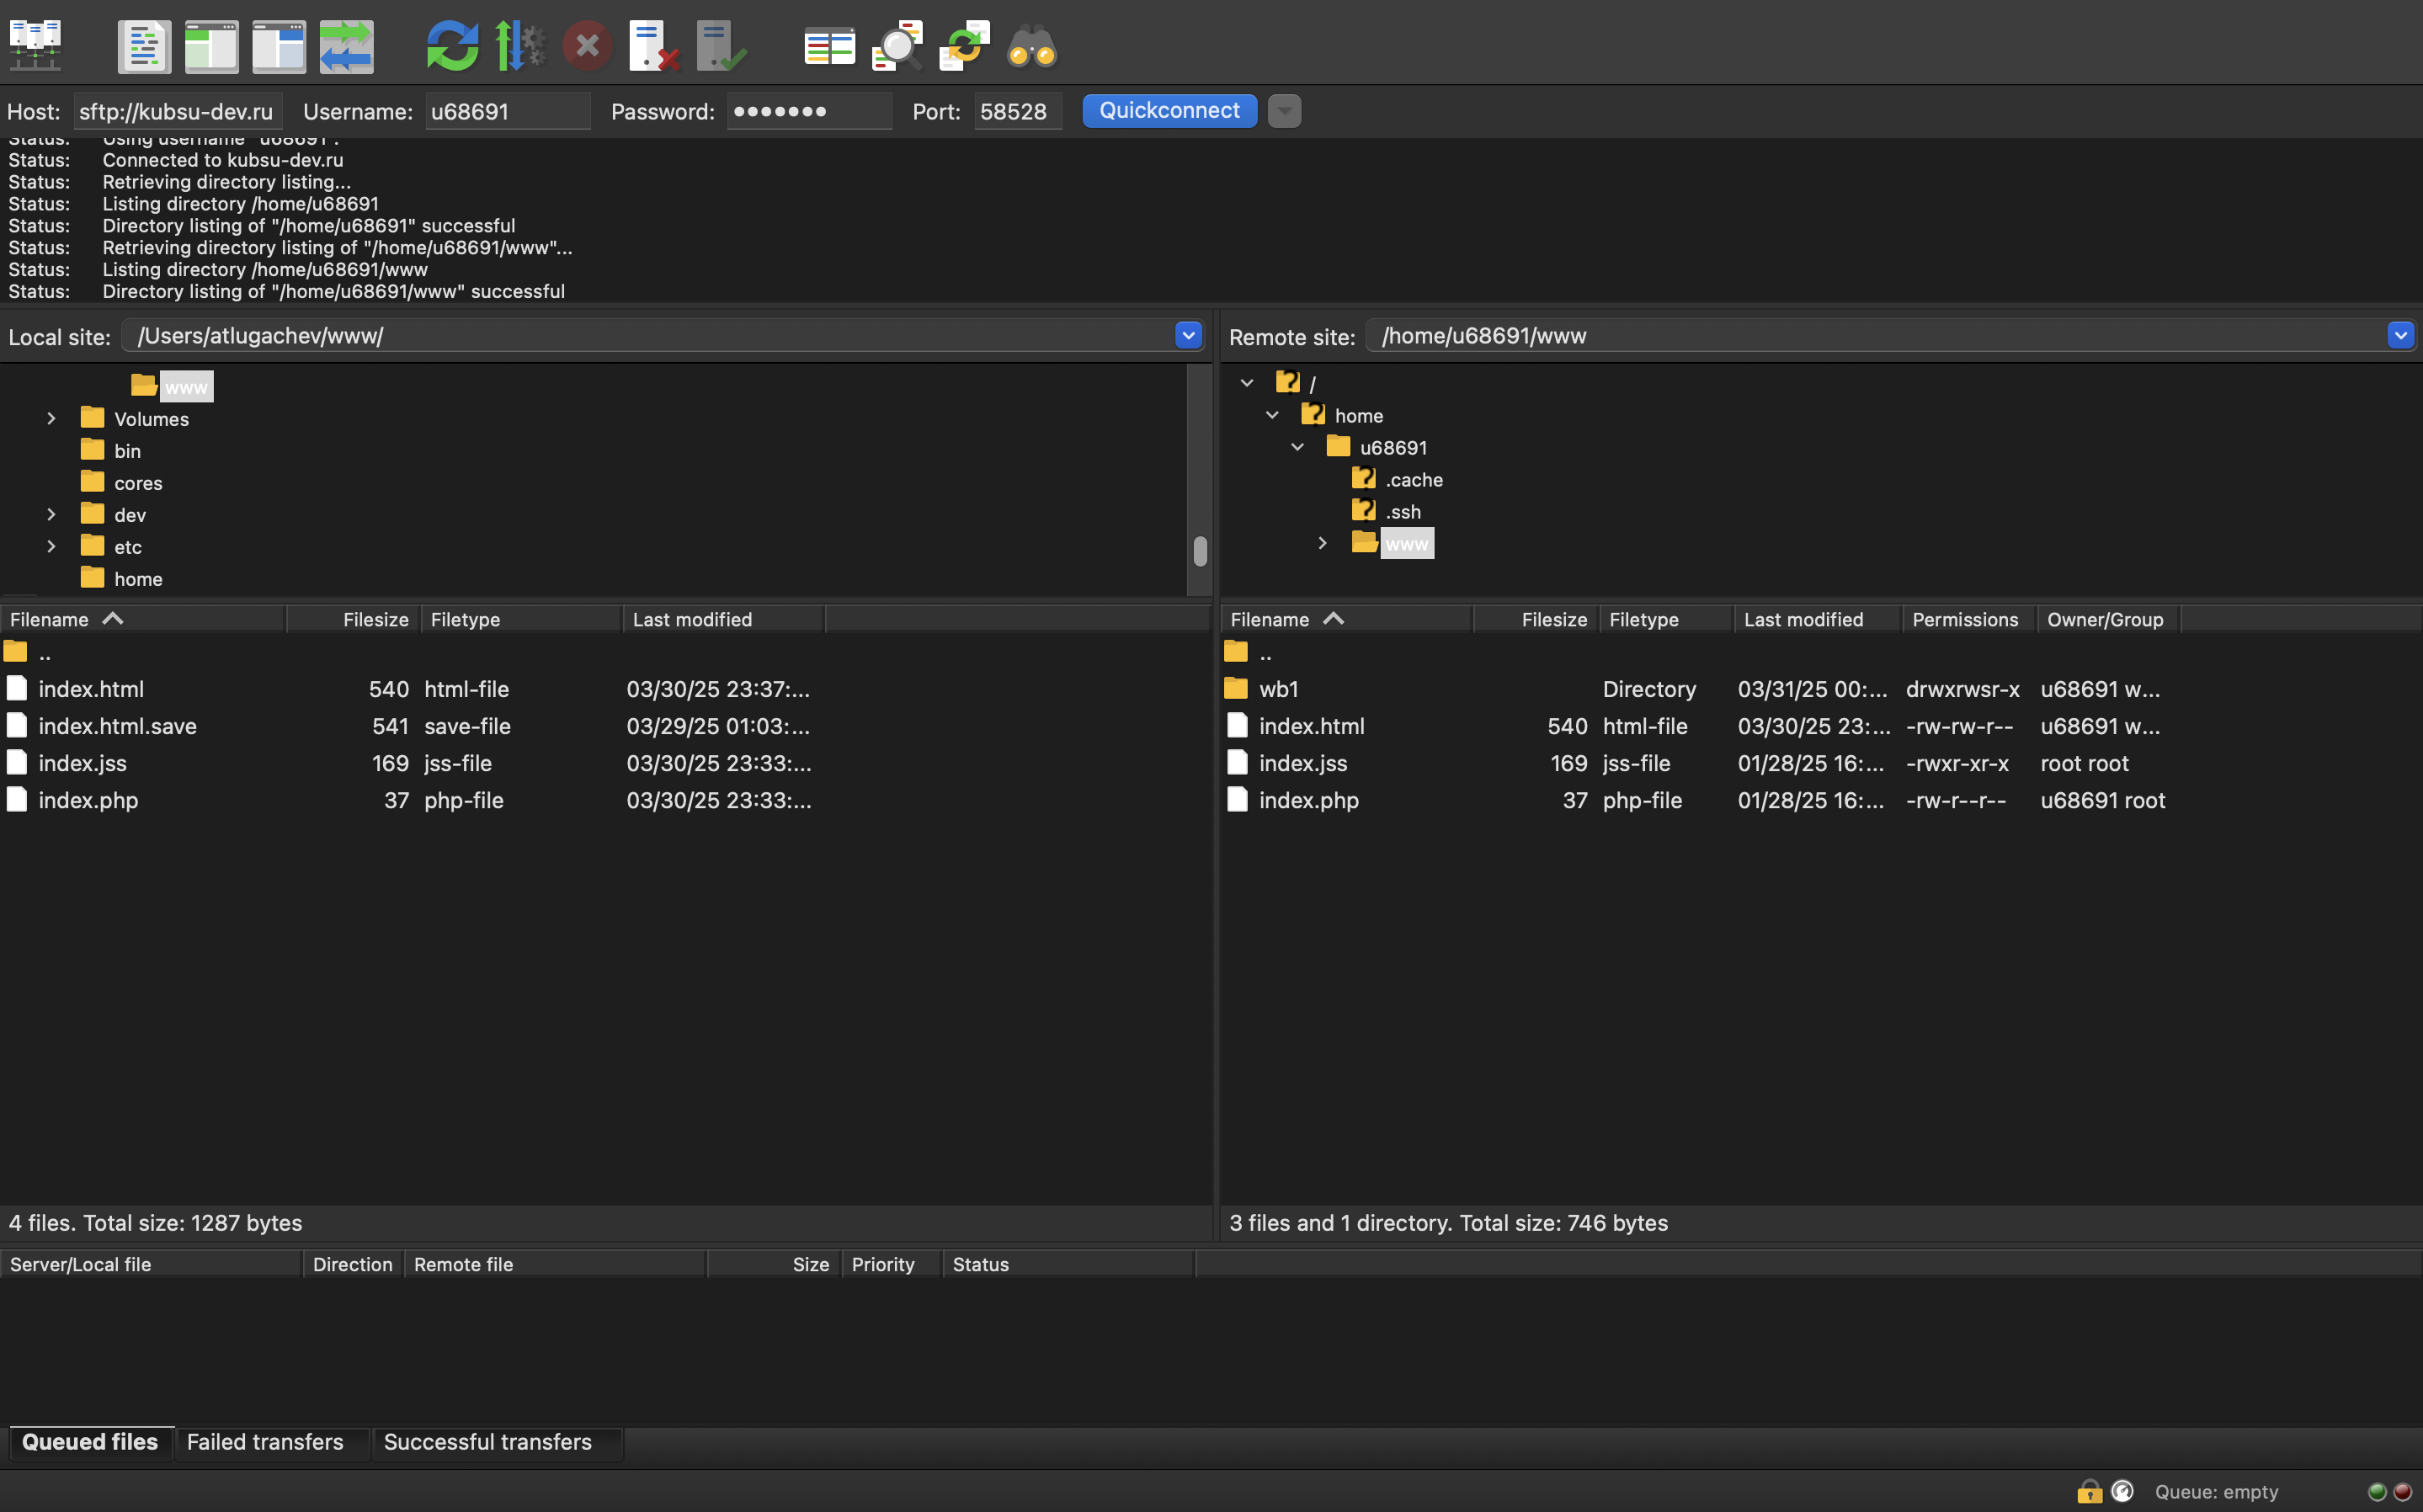 Host: sftp://kubsu-dev.ru Username: u68691 Password: ●●●●●●● Port: 58528 Quickconnect
Status: Using username "u68691".
Status: Connected to kubsu-dev.ru
Status: Retrieving directory listing...
Status: Listing directory /home/u68691
Status: Directory listing of "/home/u68691" successful
Status: Retrieving directory listing of "/home/u68691/www"...
Status: Listing directory /home/u68691/www
Status: Directory listing of "/home/u68691/www" successful
Local site: /Users/atlugachev/www/
www
Volumes
bin
cores
dev
etc
home
Filename Filesize Filetype Last modified
..
index.html 540 html-file 03/30/25 23:37:...
index.html.save 541 save-file 03/29/25 01:03:...
index.jss 169 jss-file 03/30/25 23:33:...
index.php 37 php-file 03/30/25 23:33:...
4 files. Total size: 1287 bytes
Remote site: /home/u68691/www
/
home
u68691
.cache
.ssh
www
Filename Filesize Filetype Last modified Permissions Owner/Group
..
wb1 Directory 03/31/25 00:... drwxrwsr-x u68691 w...
index.html 540 html-file 03/30/25 23:... -rw-rw-r-- u68691 w...
index.jss 169 jss-file 01/28/25 16:... -rwxr-xr-x root root
index.php 37 php-file 01/28/25 16:... -rw-r--r-- u68691 root
3 files and 1 directory. Total size: 746 bytes
Server/Local file Direction Remote file Size Priority Status
Queued files Failed transfers Successful transfers
Queue: empty